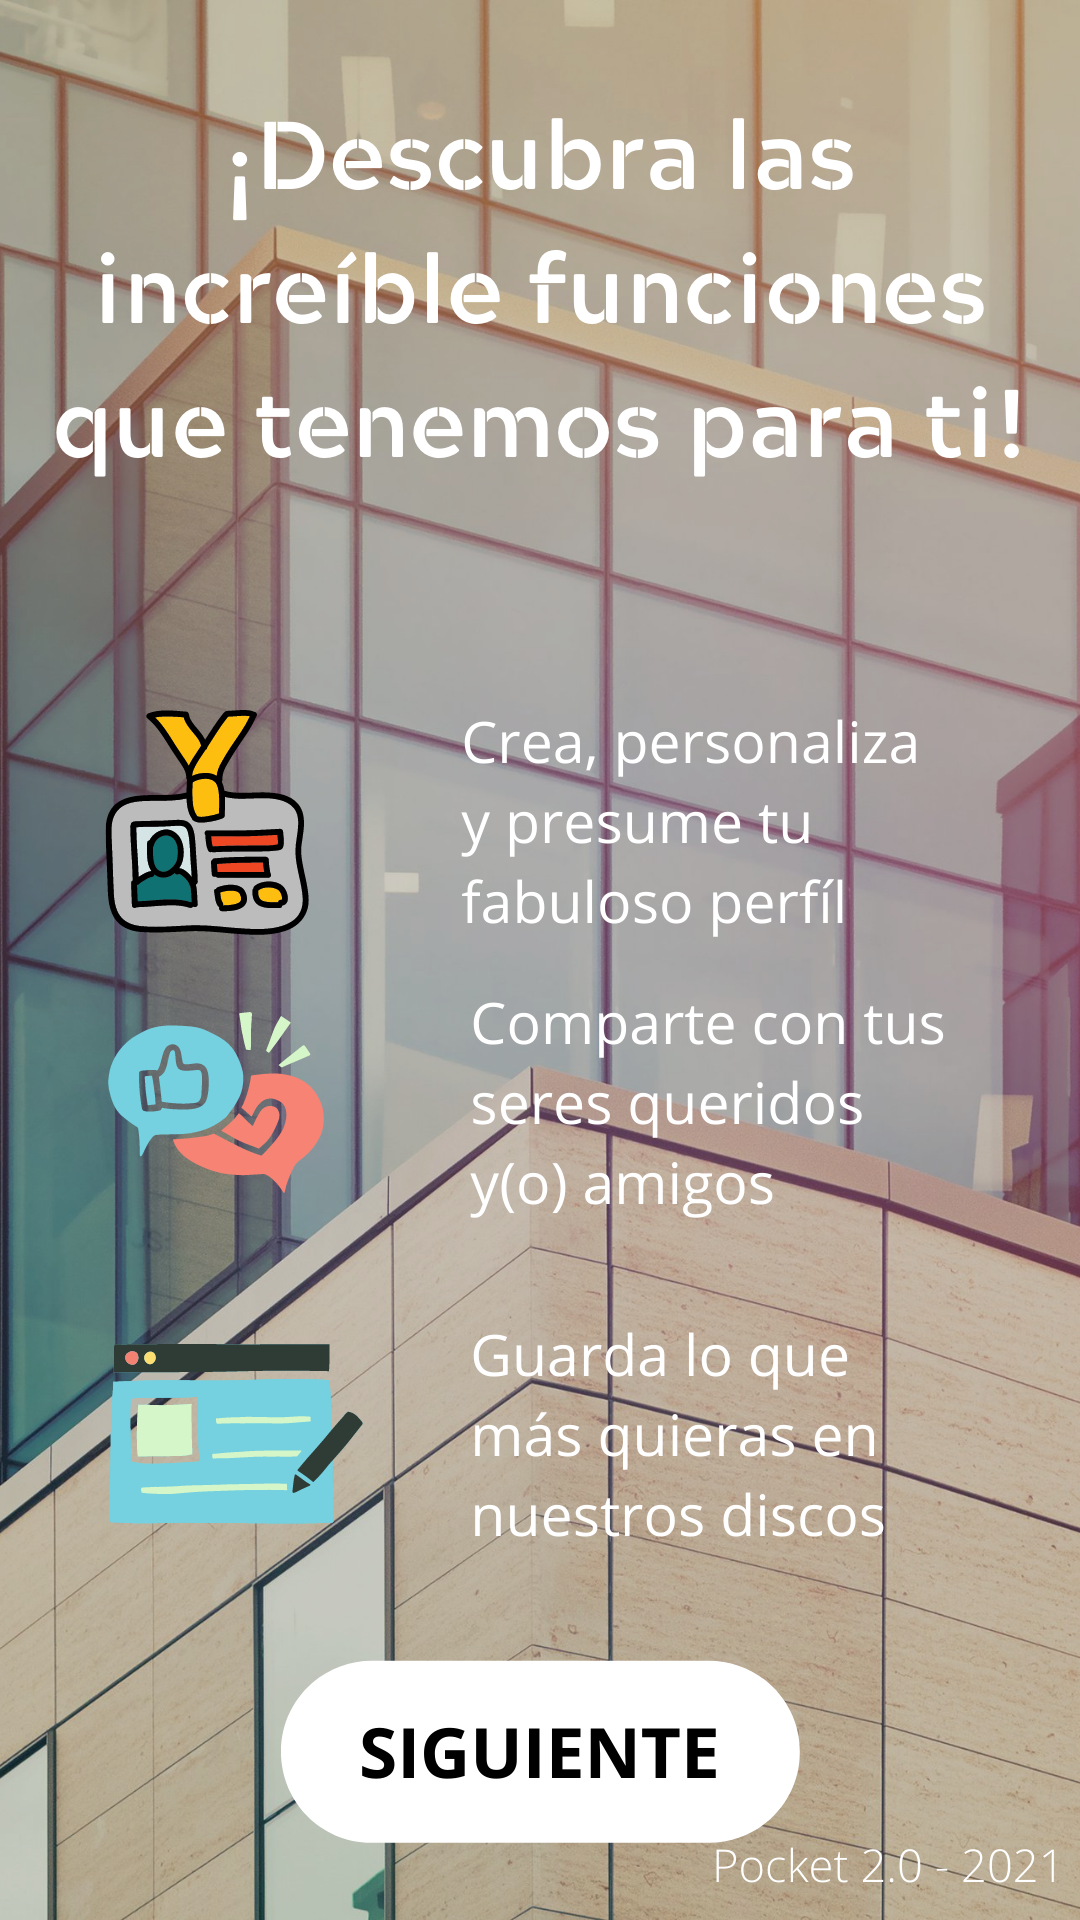 ¡Descubra las
increíble funciones
que tenemos para ti!
Crea, personaliza
y presume tu
fabuloso perfíl
Comparte con tus
seres queridos
y(o) amigos
Guarda lo que
más quieras en
nuestros discos
SIGUIENTE
Pocket 2.0 - 2021